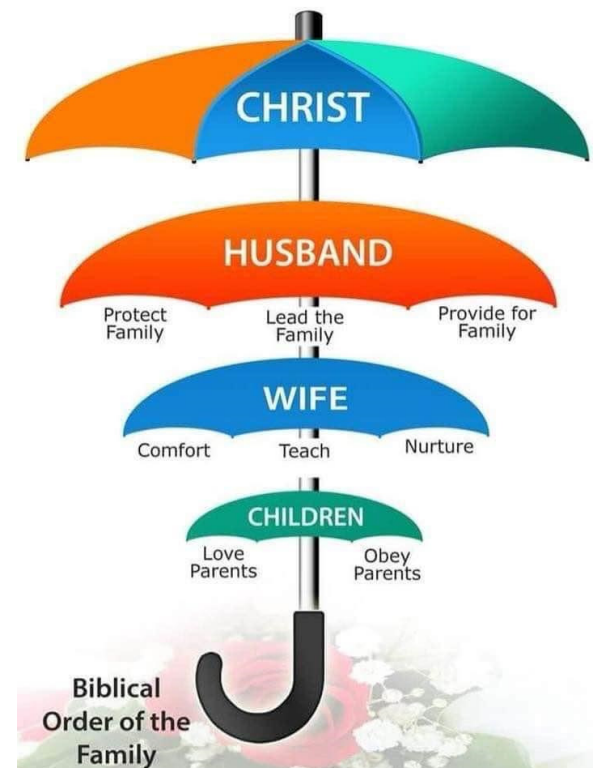 CHRIST
HUSBAND
Protect
Family
Lead the
Family
Provide for
Family
WIFE
Comfort
Teach
Nurture
CHILDREN
Love
Parents
Obey
Parents
Biblical
Order of the
Family